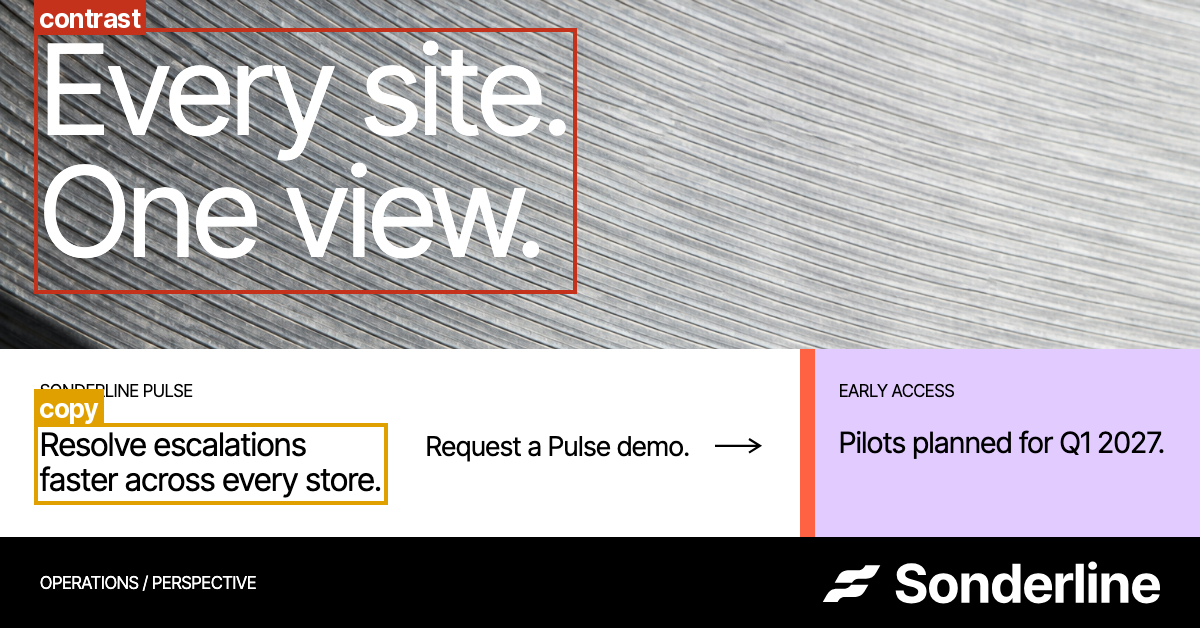 contrast
Every site.
One view.
SONDERLINE PULSE
copy
Resolve escalations
faster across every store.
Request a Pulse demo.
EARLY ACCESS
Pilots planned for Q1 2027.
OPERATIONS / PERSPECTIVE
Sonderline